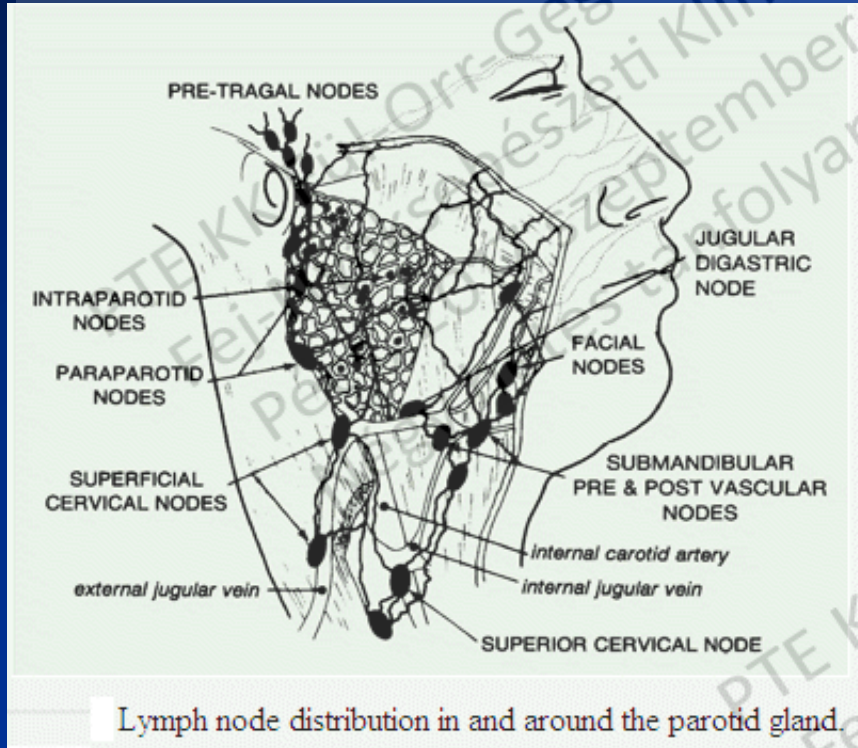 PRE-TRAGAL NODES
JUGULAR
DIGASTRIC
NODE
INTRAPAROTID
NODES
FACIAL
NODES
PARAPAROTID
NODES
SUPERFICIAL
CERVICAL NODES
SUBMANDIBULAR
PRE & POST VASCULAR
NODES
internal carotid artery
external jugular vein
internal jugular vein
SUPERIOR CERVICAL NODE
Lymph node distribution in and around the parotid gland.